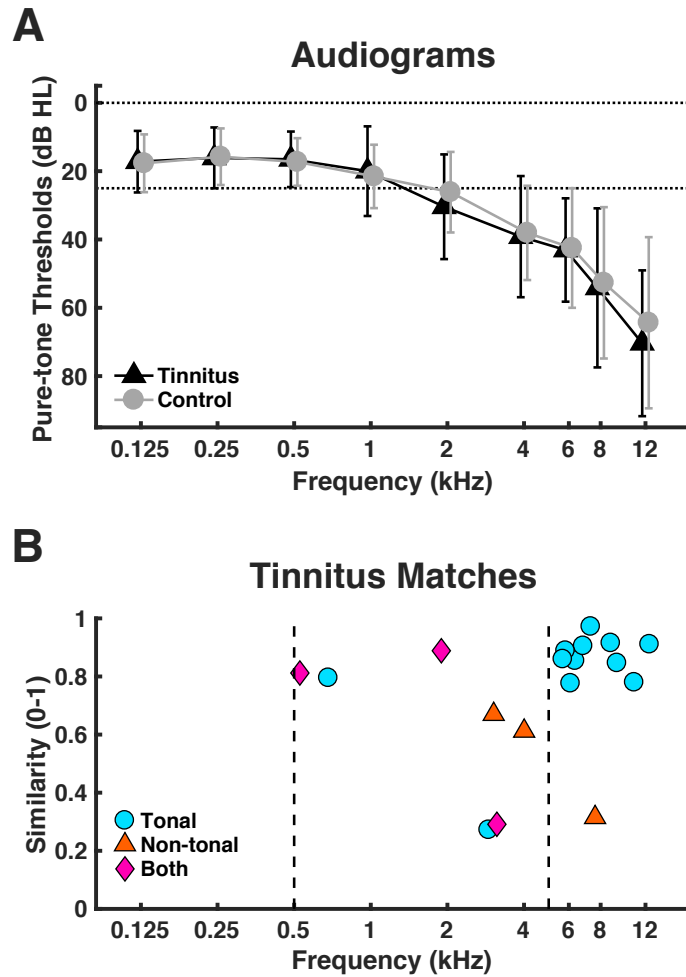 A
Audiograms
Pure-tone Thresholds (dB HL)
0
20
40
60
80
Tinnitus
Control
0.125 0.25 0.5 1 2 4 6 8 12
Frequency (kHz)
B
Tinnitus Matches
Similarity (0-1)
1
0.8
0.6
0.4
0.2
0
Tonal
Non-tonal
Both
0.125 0.25 0.5 1 2 4 6 8 12
Frequency (kHz)